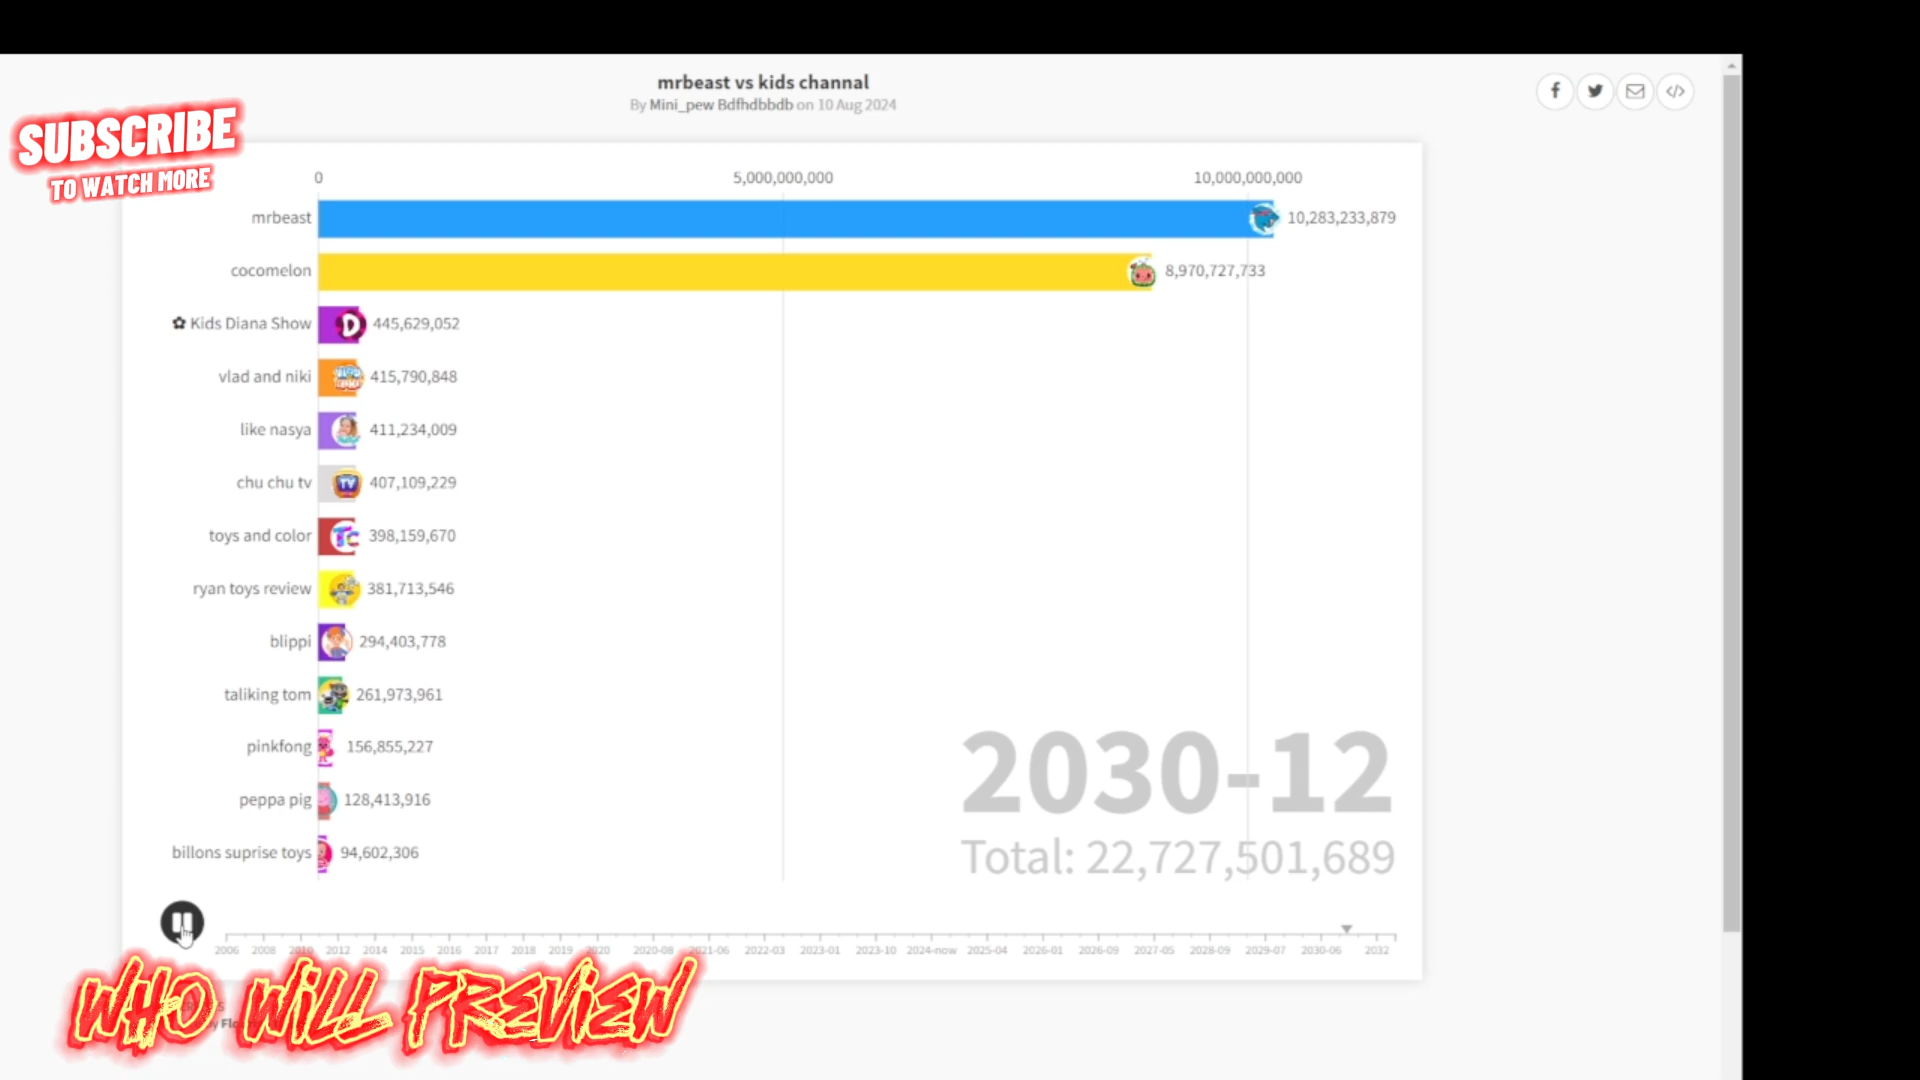 mrbeast vs kids channal
By Mini_pew Bdfhdbbdb on 10 Aug 2024
SUBSCRIBE
TO WATCH MORE
0 5,000,000,000 10,000,000,000
mrbeast 10,283,233,879
cocomelon 8,970,727,733
✿ Kids Diana Show 445,629,052
vlad and niki 415,790,848
like nasya 411,234,009
chu chu tv 407,109,229
toys and color 398,159,670
ryan toys review 381,713,546
blippi 294,403,778
taliking tom 261,973,961
pinkfong 156,855,227
peppa pig 128,413,916
billons suprise toys 94,602,306
2030-12
Total: 22,727,501,689
2006 2008 2010 2012 2014 2015 2016 2017 2018 2019 2020 2020-08 2021-06 2022-03 2023-01 2023-10 2024-now 2025-04 2026-01 2026-09 2027-05 2028-09 2029-07 2030-06 2032
WHO WILL PREVIEW